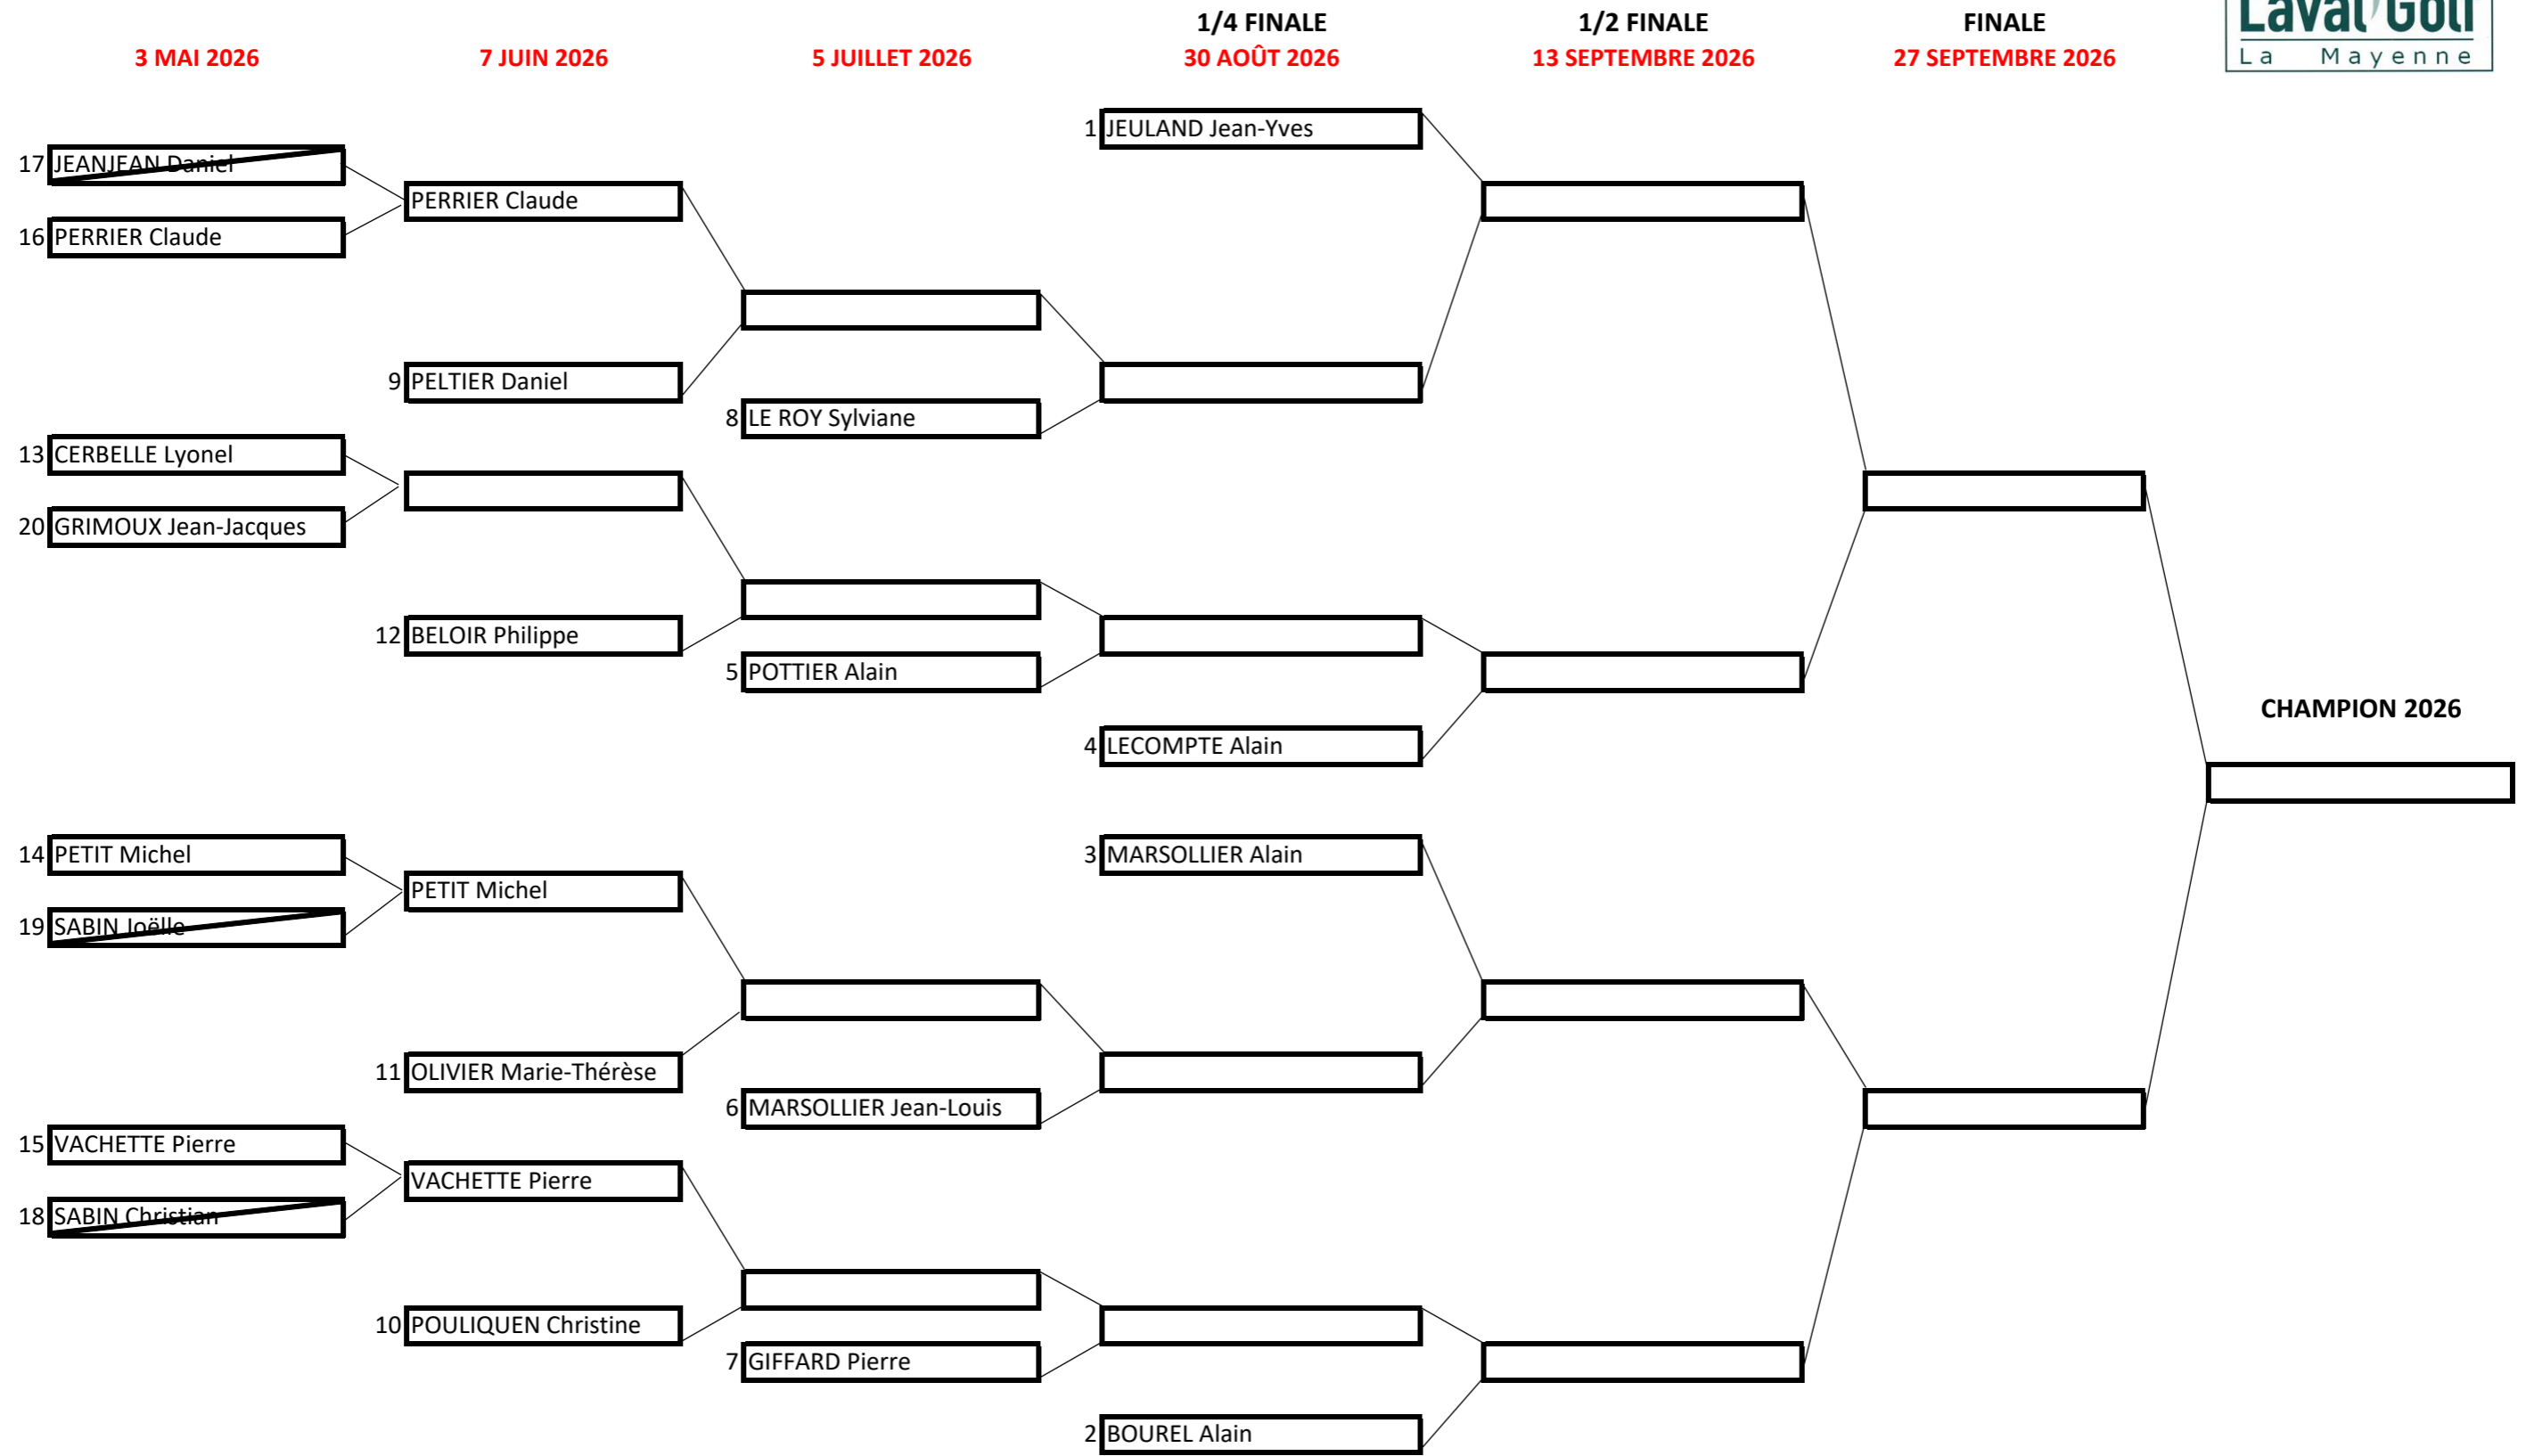 Laval Golf
La Mayenne
1/4 FINALE
1/2 FINALE
FINALE
3 MAI 2026
7 JUIN 2026
5 JUILLET 2026
30 AOÛT 2026
13 SEPTEMBRE 2026
27 SEPTEMBRE 2026
1 JEULAND Jean-Yves
17 JEANJEAN Daniel
PERRIER Claude
16 PERRIER Claude
9 PELTIER Daniel
8 LE ROY Sylviane
13 CERBELLE Lyonel
20 GRIMOUX Jean-Jacques
12 BELOIR Philippe
5 POTTIER Alain
CHAMPION 2026
4 LECOMPTE Alain
14 PETIT Michel
3 MARSOLLIER Alain
PETIT Michel
19 SABIN Joëlle
11 OLIVIER Marie-Thérèse
6 MARSOLLIER Jean-Louis
15 VACHETTE Pierre
VACHETTE Pierre
18 SABIN Christian
10 POULIQUEN Christine
7 GIFFARD Pierre
2 BOUREL Alain